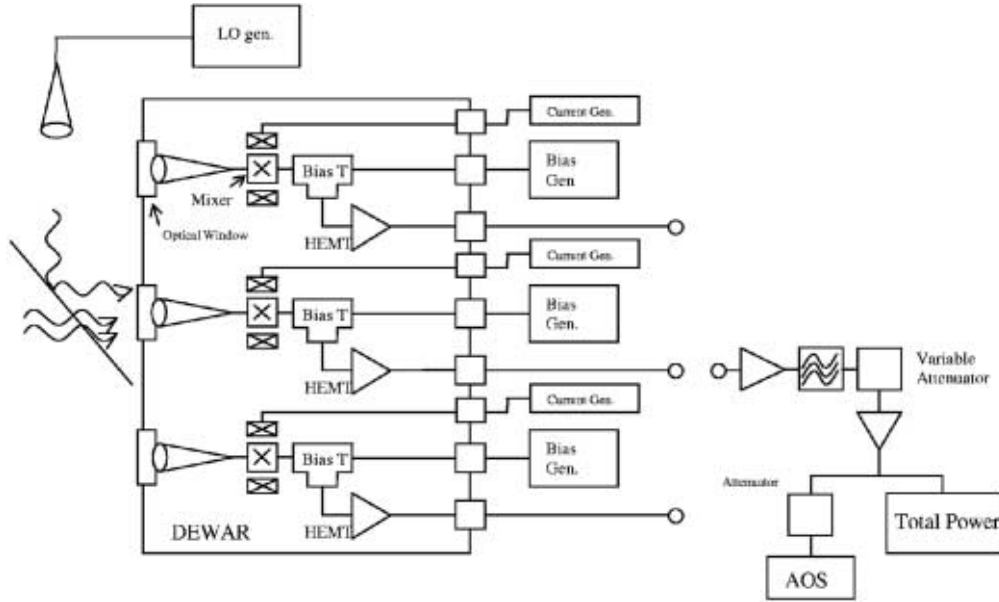 LO gen.
Current Gen.
Bias
Gen
Bias T
Mixer
Optical Window
HEMT
Current Gen.
Bias
Gen.
Bias T
HEMT
Variable
Attenuator
Current Gen.
Bias
Gen.
Bias T
HEMT
DEWAR
Attenuator
Total Power
AOS